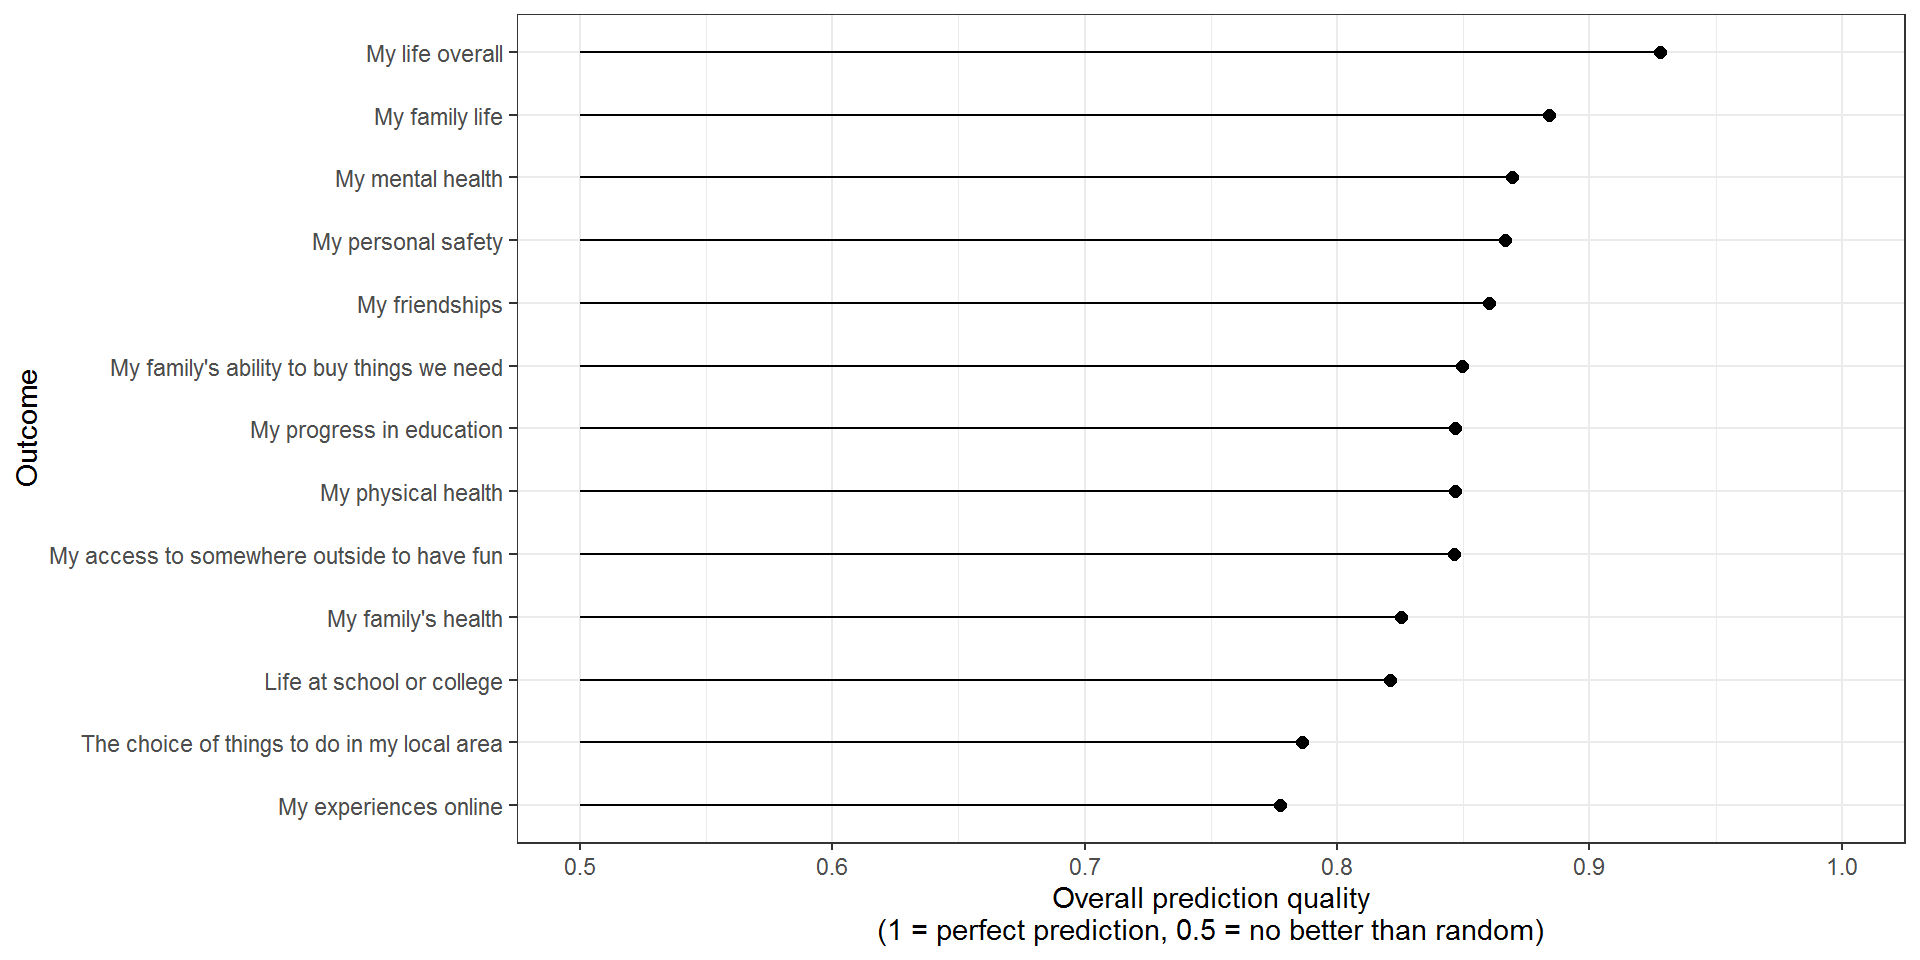 My life overall
My family life
My mental health
My personal safety
My friendships
My family's ability to buy things we need
My progress in education
My physical health
My access to somewhere outside to have fun
My family's health
Life at school or college
The choice of things to do in my local area
My experiences online
Outcome
0.5 0.6 0.7 0.8 0.9 1.0
Overall prediction quality
(1 = perfect prediction, 0.5 = no better than random)